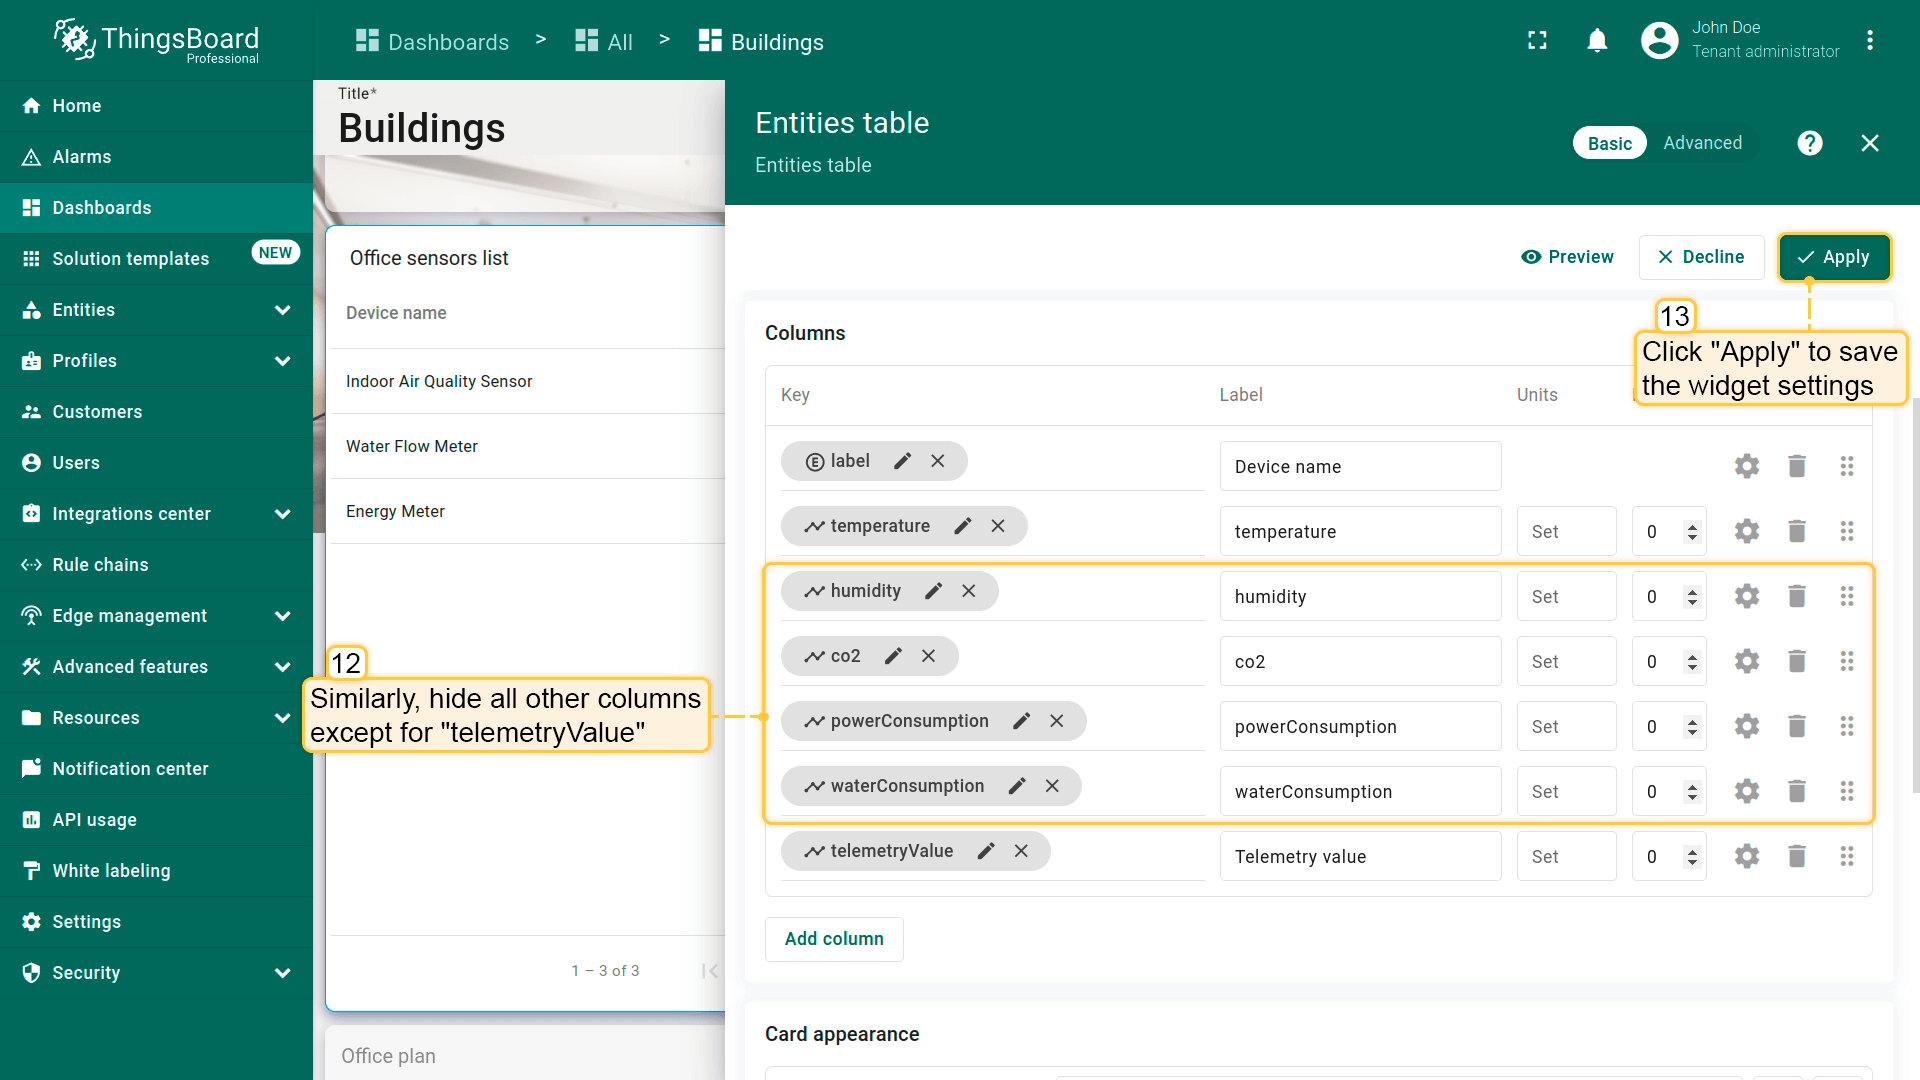 ThingsBoard
Professional
Dashboards > All > Buildings
John Doe
Tenant administrator
Home
Alarms
Dashboards
Solution templates NEW
Entities
Profiles
Customers
Users
Integrations center
Rule chains
Edge management
Advanced features
Resources
Notification center
API usage
White labeling
Settings
Security
Title*
Buildings
Office sensors list
Device name
Indoor Air Quality Sensor
Water Flow Meter
Energy Meter
1 – 3 of 3
Office plan
12
Similarly, hide all other columns
except for "telemetryValue"
Entities table
Entities table
Basic Advanced ?
Preview Decline Apply
13
Click "Apply" to save
the widget settings
Columns
Key Label Units
E label Device name
temperature temperature Set 0
humidity humidity Set 0
co2 co2 Set 0
powerConsumption powerConsumption Set 0
waterConsumption waterConsumption Set 0
telemetryValue Telemetry value Set 0
Add column
Card appearance